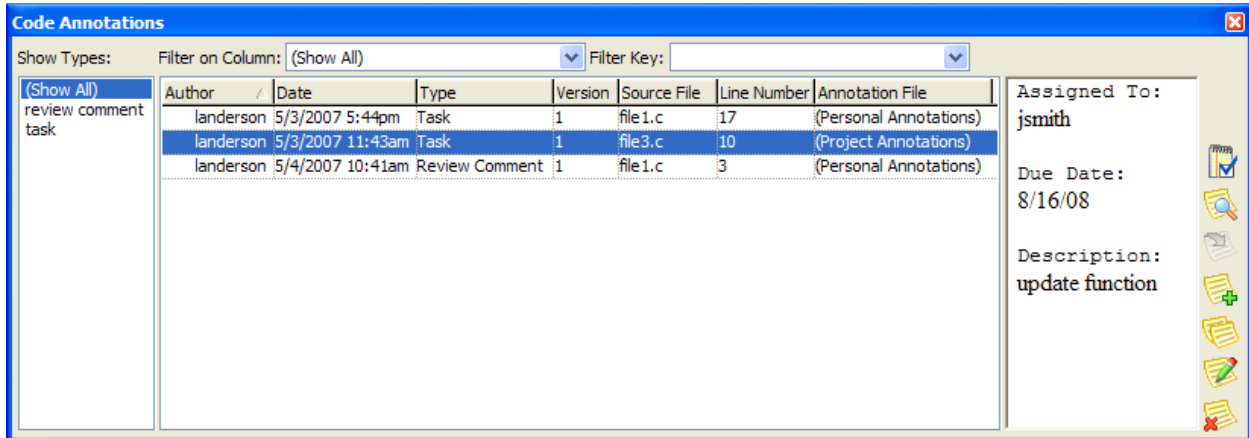 Code Annotations
Show Types: Filter on Column: (Show All) Filter Key:
(Show All)
review comment
task
Author Date Type Version Source File Line Number Annotation File
landerson 5/3/2007 5:44pm Task 1 file1.c 17 (Personal Annotations)
landerson 5/3/2007 11:43am Task 1 file3.c 10 (Project Annotations)
landerson 5/4/2007 10:41am Review Comment 1 file1.c 3 (Personal Annotations)
Assigned To:
jsmith
Due Date:
8/16/08
Description:
update function